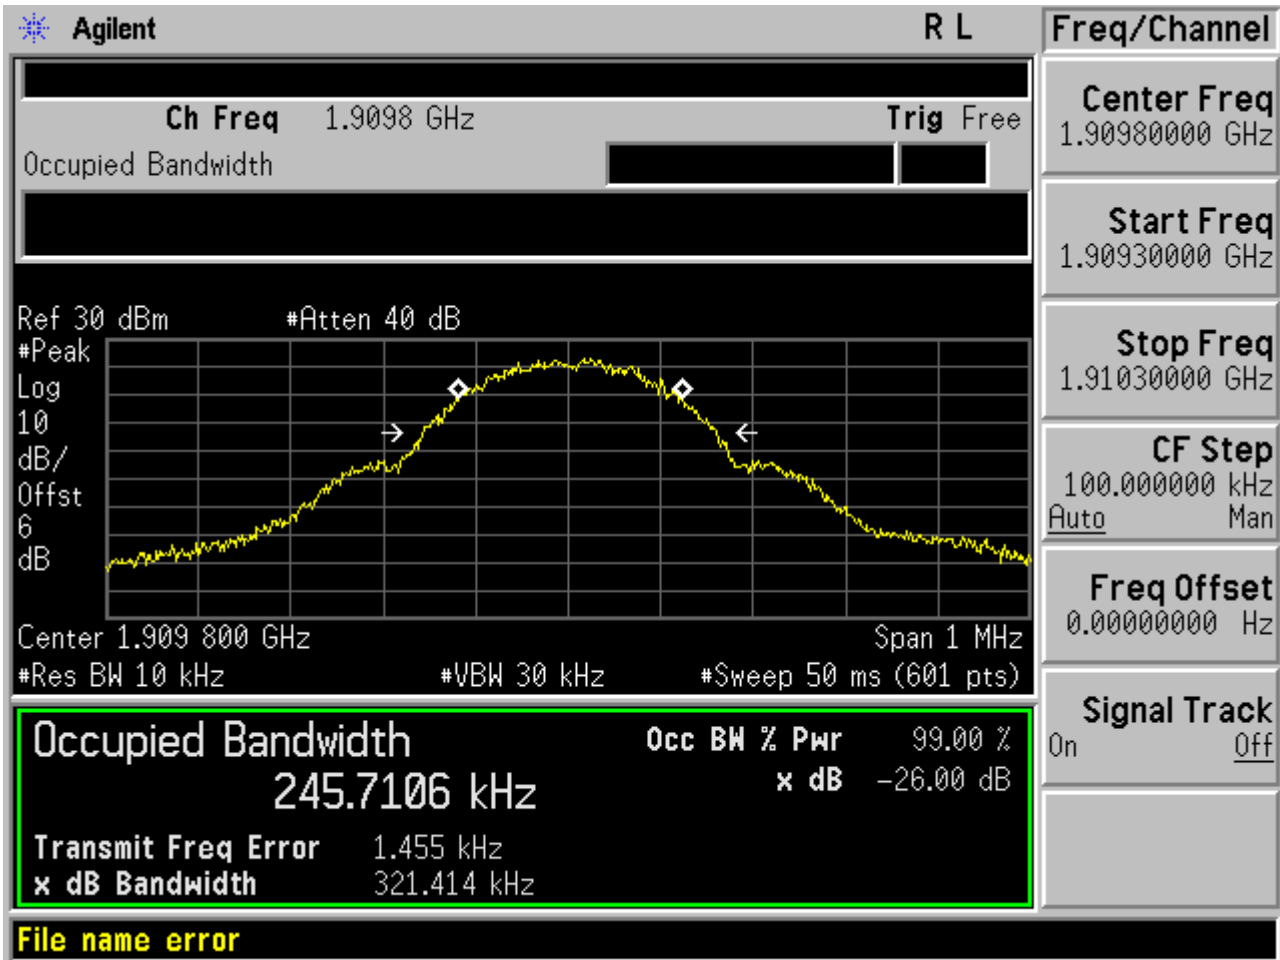 Agilent R L Freq/Channel
Ch Freq 1.9098 GHz Trig Free
Occupied Bandwidth
Center Freq
1.90980000 GHz
Start Freq
1.90930000 GHz
Stop Freq
1.91030000 GHz
CF Step
100.000000 kHz
Auto Man
Freq Offset
0.00000000 Hz
Signal Track
On Off
Ref 30 dBm #Atten 40 dB
#Peak
Log
10
dB/
Offst
6
dB
Center 1.909 800 GHz Span 1 MHz
#Res BW 10 kHz #VBW 30 kHz #Sweep 50 ms (601 pts)
Occupied Bandwidth Occ BW % Pwr 99.00 %
245.7106 kHz x dB -26.00 dB
Transmit Freq Error 1.455 kHz
x dB Bandwidth 321.414 kHz
File name error